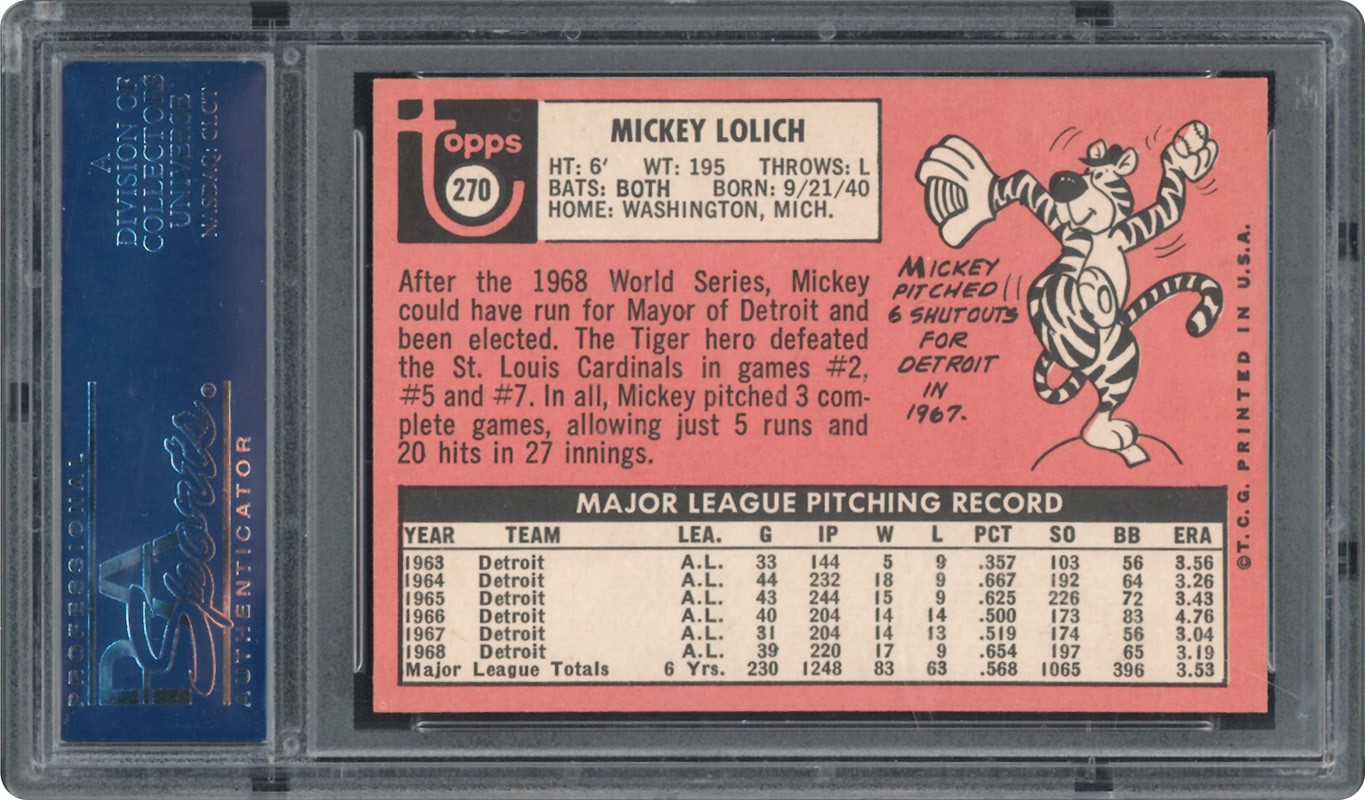 A
DIVISION OF
COLLECTORS
UNIVERSE
NASDAQ: CLCT
PROFESSIONAL
PSA
Sports®
AUTHENTICATOR
topps
270
MICKEY LOLICH
HT: 6' WT: 195 THROWS: L
BATS: BOTH BORN: 9/21/40
HOME: WASHINGTON, MICH.
After the 1968 World Series, Mickey
could have run for Mayor of Detroit and
been elected. The Tiger hero defeated
the St. Louis Cardinals in games #2,
#5 and #7. In all, Mickey pitched 3 com-
plete games, allowing just 5 runs and
20 hits in 27 innings.
MICKEY
PITCHED
6 SHUTOUTS
FOR
DETROIT
IN
1967.
MAJOR LEAGUE PITCHING RECORD
YEAR TEAM LEA. G IP W L PCT SO BB ERA
1963 Detroit A.L. 33 144 5 9 .357 103 56 3.56
1964 Detroit A.L. 44 232 18 9 .667 192 64 3.26
1965 Detroit A.L. 43 244 15 9 .625 226 72 3.43
1966 Detroit A.L. 40 204 14 14 .500 173 83 4.76
1967 Detroit A.L. 31 204 14 13 .519 174 56 3.04
1968 Detroit A.L. 39 220 17 9 .654 197 65 3.19
Major League Totals 6 Yrs. 230 1248 83 63 .568 1065 396 3.53
©T.C.G. PRINTED IN U.S.A.